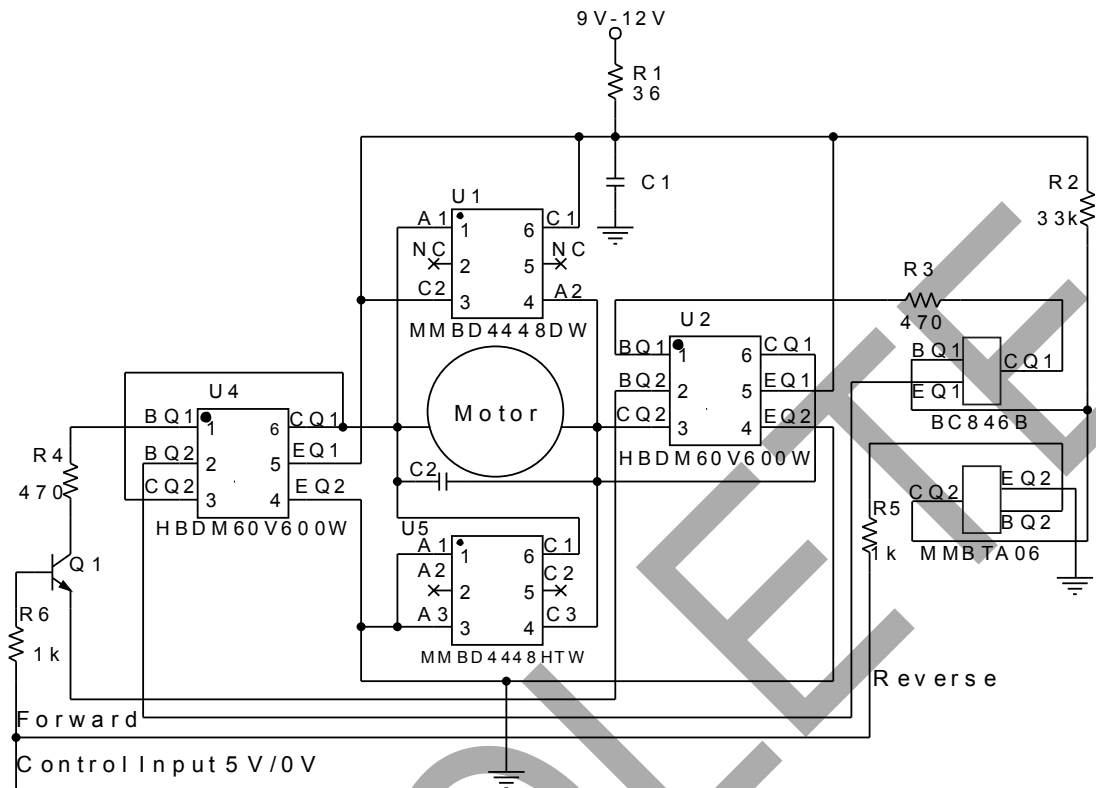 9V-12V
R1
36
C1
R2
33k
U1
A1 1 6 C1
NC 2 5 NC
C2 3 4 A2
MMBD4448DW
R3
470
U2
BQ1 1 6 CQ1
BQ2 2 5 EQ1
CQ2 3 4 EQ2
HBDM60V600W
BQ1 CQ1
EQ1
BC846B
Motor
U4
BQ1 1 6 CQ1
BQ2 2 5 EQ1
CQ2 3 4 EQ2
HBDM60V600W
R4
470
C2
U5
A1 1 6 C1
A2 2 5 C2
A3 3 4 C3
MMBD4448HTW
CQ2 EQ2
BQ2
MMBTA06
R5
1k
Q1
R6
1k
Reverse
Forward
Control Input 5V/0V
OLETE